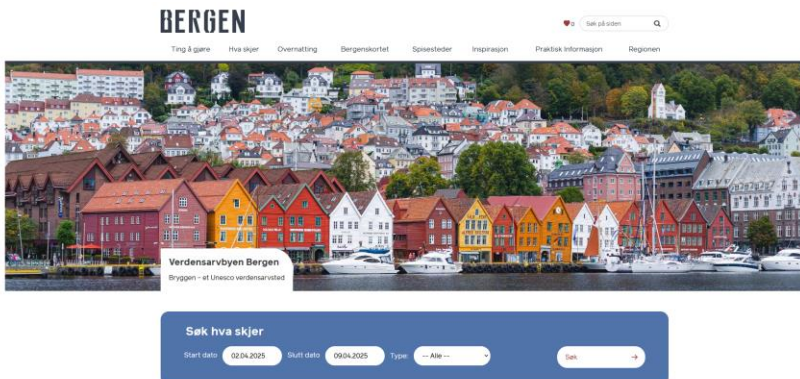 BERGEN
0
Søk på siden
Ting å gjøre Hva skjer Overnatting Bergenskortet Spisesteder Inspirasjon Praktisk Informasjon Regionen
Verdensarvbyen Bergen
Bryggen - et Unesco verdensarvsted
Søk hva skjer
Start dato 02.04.2025 Slutt dato 09.04.2025 Type: -- Alle -- Søk →